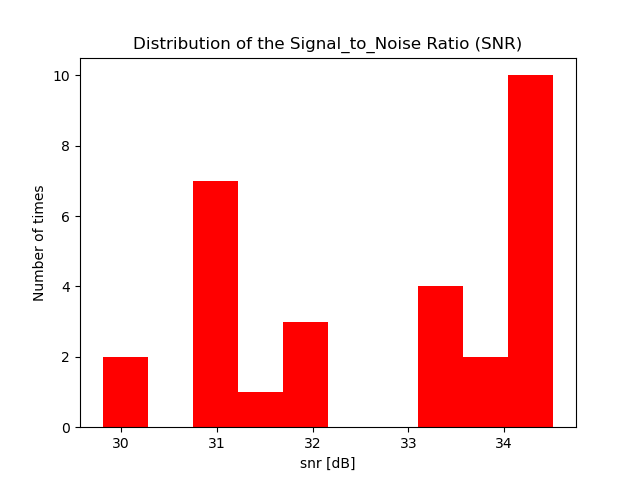 Distribution of the Signal_to_Noise Ratio (SNR)
10
8
6
4
2
0
Number of times
30 31 32 33 34
snr [dB]